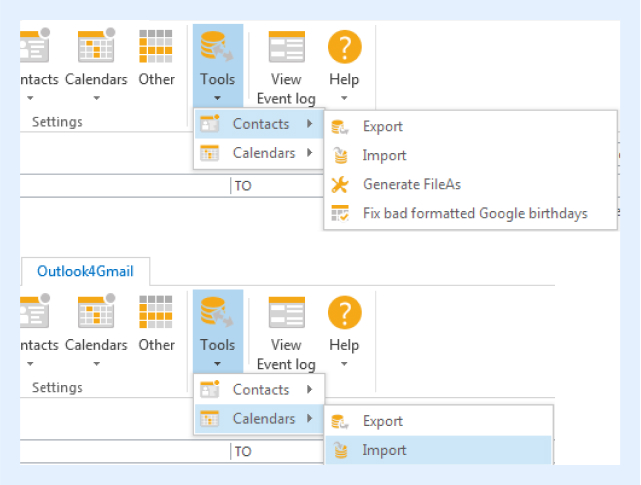 ntacts Calendars Other Tools View Event log Help
Settings
Contacts
Calendars
Export
Import
Generate FileAs
Fix bad formatted Google birthdays
TO
Outlook4Gmail
ntacts Calendars Other Tools View Event log Help
Settings
Contacts
Calendars
Export
Import
TO